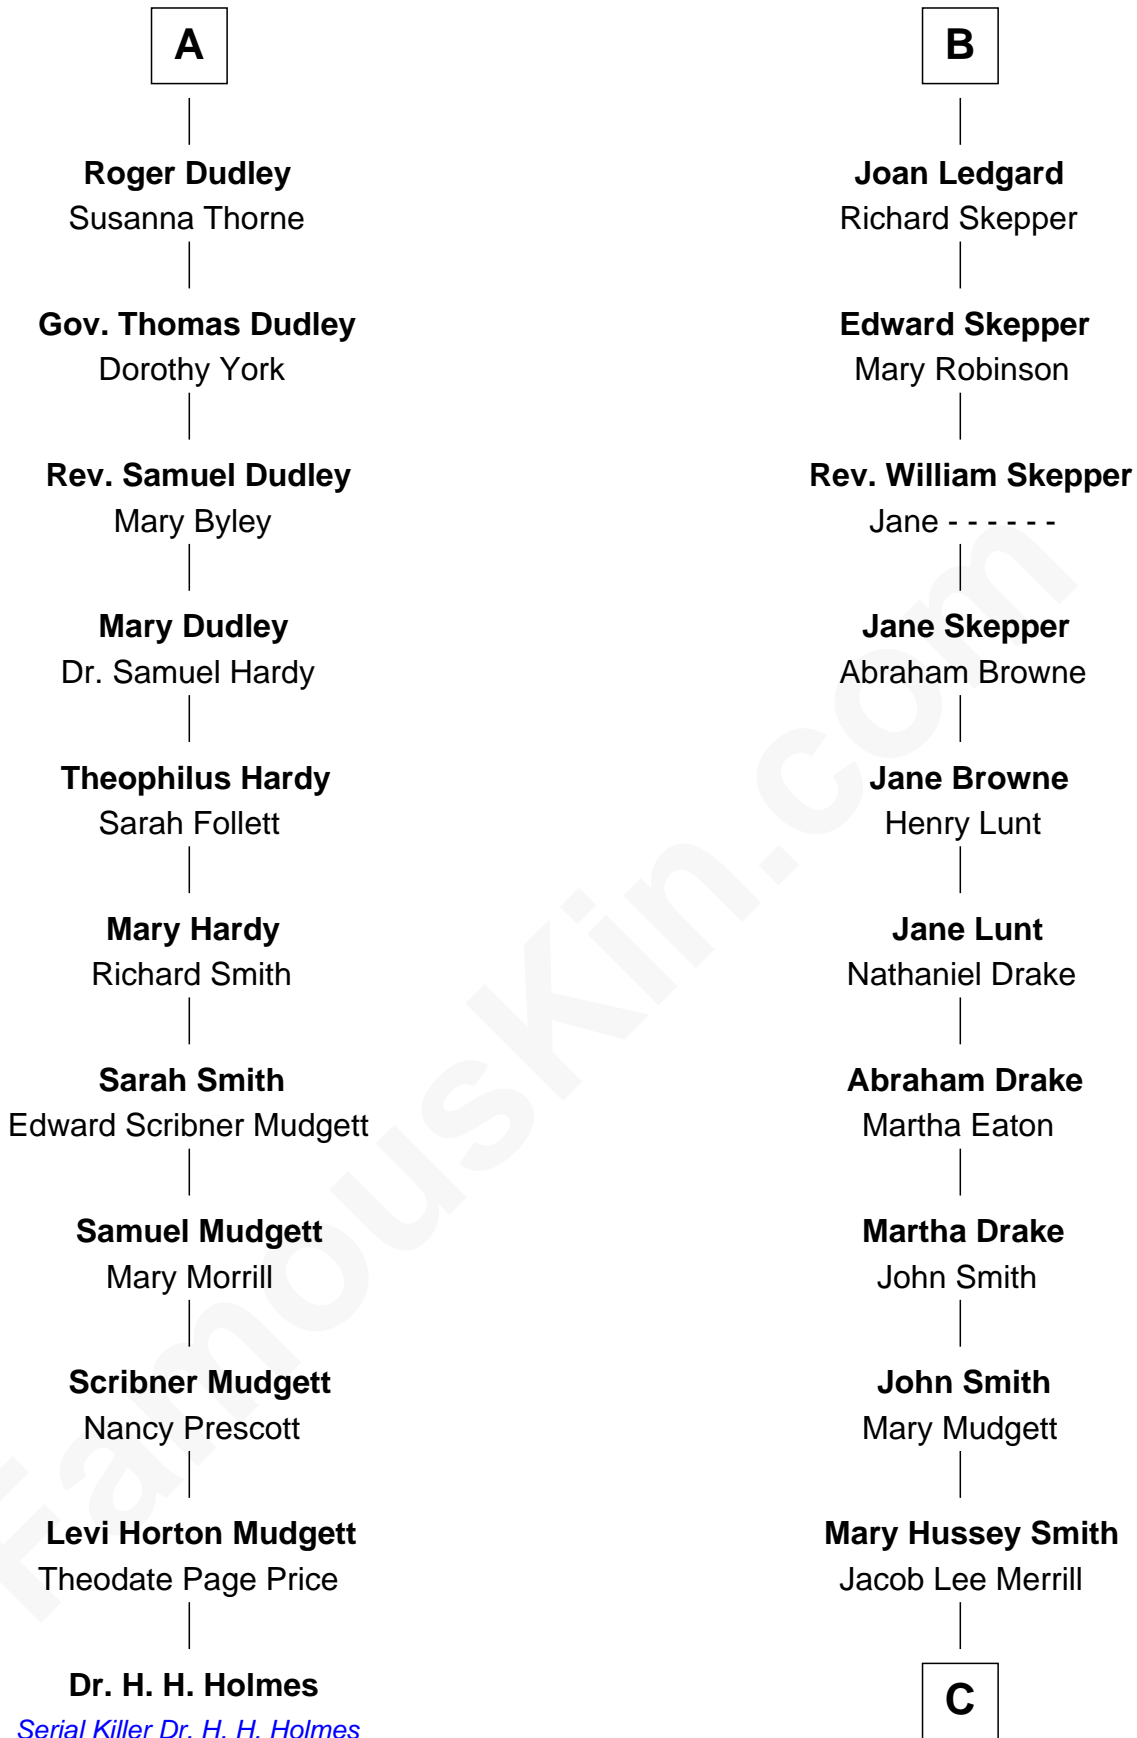 A
Roger Dudley
Susanna Thorne
Gov. Thomas Dudley
Dorothy York
Rev. Samuel Dudley
Mary Byley
Mary Dudley
Dr. Samuel Hardy
Theophilus Hardy
Sarah Follett
Mary Hardy
Richard Smith
Sarah Smith
Edward Scribner Mudgett
Samuel Mudgett
Mary Morrill
Scribner Mudgett
Nancy Prescott
Levi Horton Mudgett
Theodate Page Price
Dr. H. H. Holmes
Serial Killer Dr. H. H. Holmes
B
Joan Ledgard
Richard Skepper
Edward Skepper
Mary Robinson
Rev. William Skepper
Jane - - - - - -
Jane Skepper
Abraham Browne
Jane Browne
Henry Lunt
Jane Lunt
Nathaniel Drake
Abraham Drake
Martha Eaton
Martha Drake
John Smith
John Smith
Mary Mudgett
Mary Hussey Smith
Jacob Lee Merrill
C
FamousKin.com